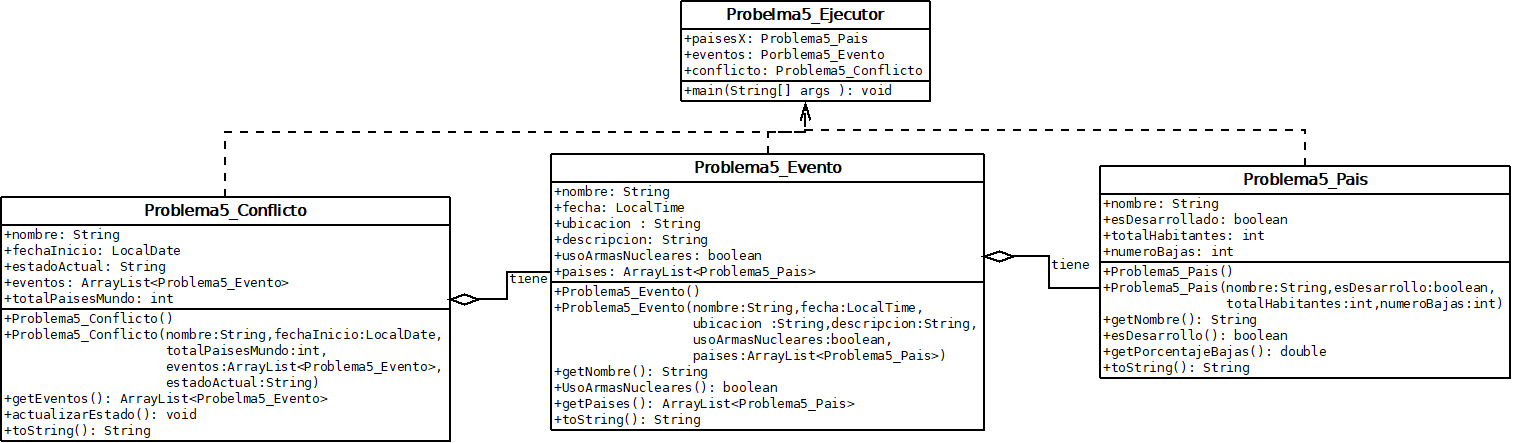 Probelma5_Ejecutor
+paisesX: Problema5_Pais
+eventos: Porblema5_Evento
+conflicto: Problema5_Conflicto
+main(String[] args ): void
Problema5_Conflicto
+nombre: String
+fechaInicio: LocalDate
+estadoActual: String
+eventos: ArrayList<Problema5_Evento>
+totalPaisesMundo: int
+Problema5_Conflicto()
+Problema5_Conflicto(nombre:String,fechaInicio:LocalDate,
totalPaisesMundo:int,
eventos:ArrayList<Problema5_Evento>,
estadoActual:String)
+getEventos(): ArrayList<Probelma5_Evento>
+actualizarEstado(): void
+toString(): String
tiene
Problema5_Evento
+nombre: String
+fecha: LocalTime
+ubicacion : String
+descripcion: String
+usoArmasNucleares: boolean
+paises: ArrayList<Problema5_Pais>
+Problema5_Evento()
+Problema5_Evento(nombre:String,fecha:LocalTime,
ubicacion :String,descripcion:String,
usoArmasNucleares:boolean,
paises:ArrayList<Problema5_Pais>)
+getNombre(): String
+UsoArmasNucleares(): boolean
+getPaises(): ArrayList<Problema5_Pais>
+toString(): String
tiene
Problema5_Pais
+nombre: String
+esDesarrollado: boolean
+totalHabitantes: int
+numeroBajas: int
+Problema5_Pais()
+Problema5_Pais(nombre:String,esDesarrollo:boolean,
totalHabitantes:int,numeroBajas:int)
+getNombre(): String
+esDesarrollo(): boolean
+getPorcentajeBajas(): double
+toString(): String